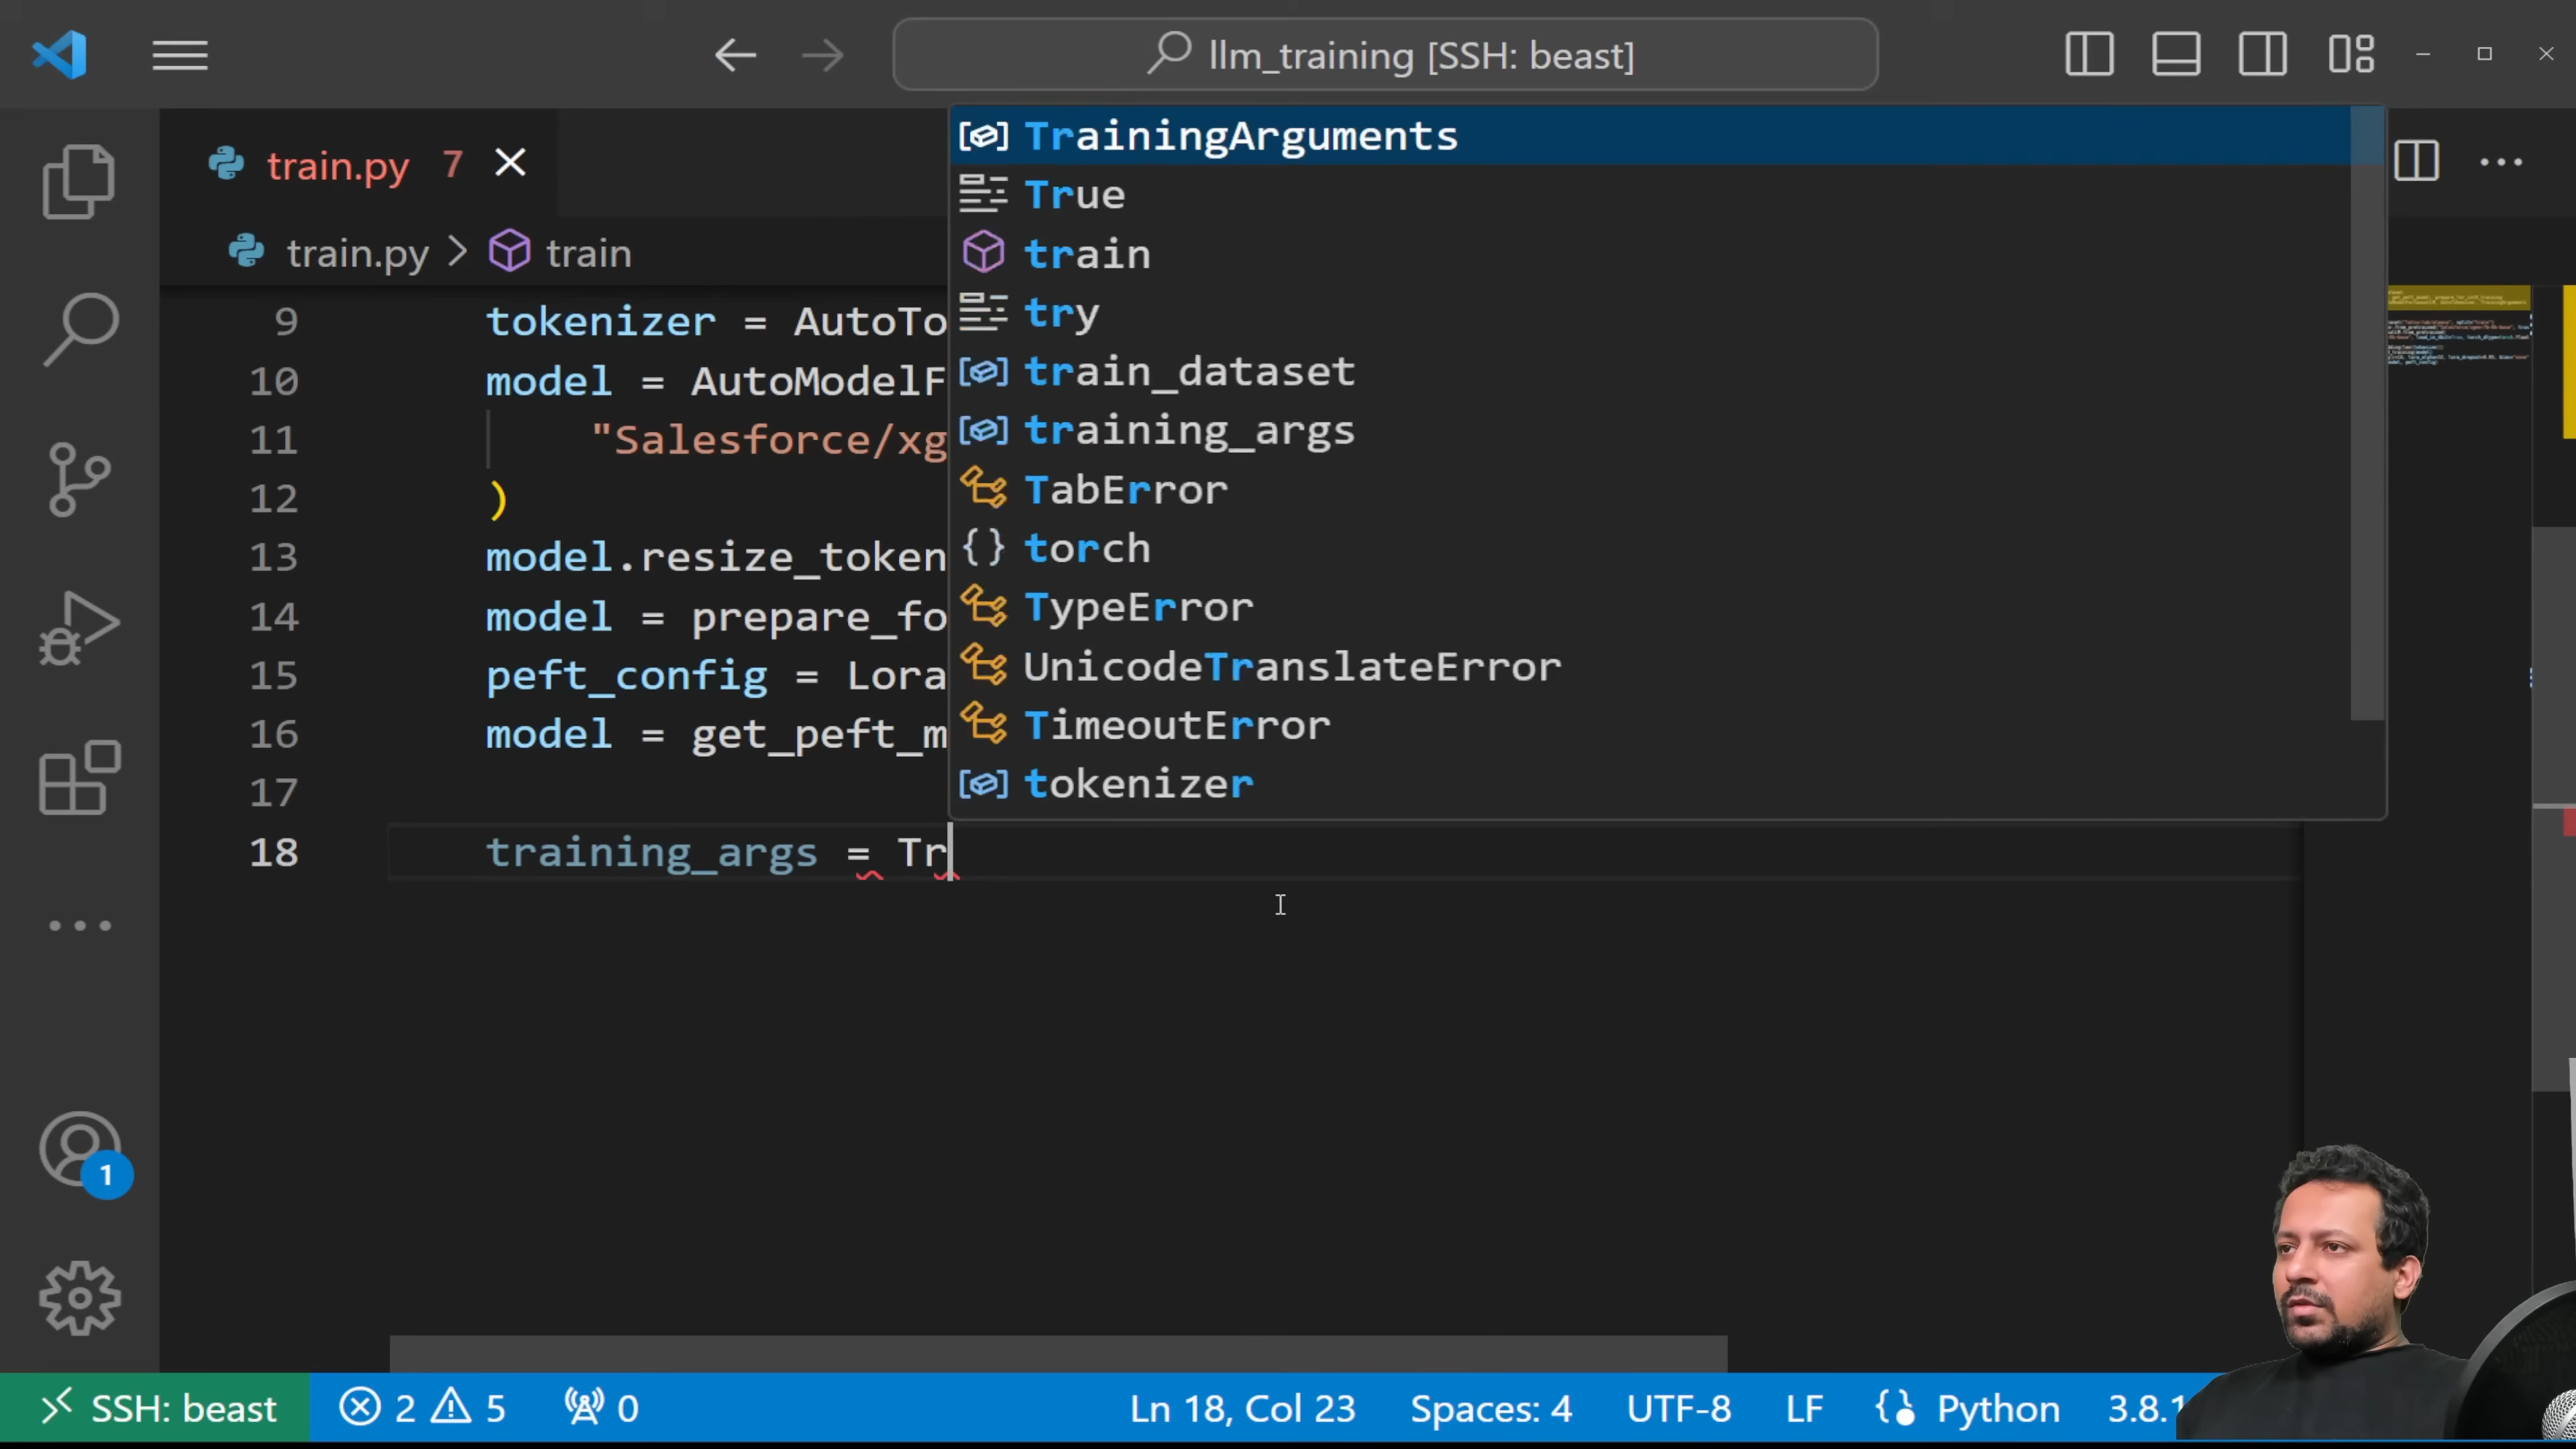 llm_training [SSH: beast]
train.py 7
train.py > train
TrainingArguments
True
train
try
train_dataset
training_args
TabError
torch
TypeError
UnicodeTranslateError
TimeoutError
tokenizer
9 tokenizer = AutoTo
10 model = AutoModelF
11 "Salesforce/xg
12 )
13 model.resize_token
14 model = prepare_fo
15 peft_config = Lora
16 model = get_peft_m
17
18 training_args = Tr
1
SSH: beast 2 5 0 Ln 18, Col 23 Spaces: 4 UTF-8 LF Python 3.8.1